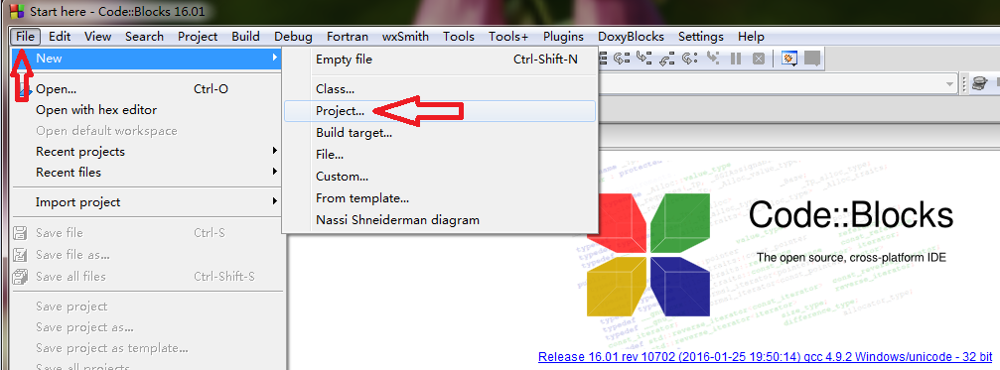 Start here - Code::Blocks 16.01
File Edit View Search Project Build Debug Fortran wxSmith Tools Tools+ Plugins DoxyBlocks Settings Help
New
Open... Ctrl-O
Open with hex editor
Open default workspace
Recent projects
Recent files
Import project
Save file Ctrl-S
Save file as...
Save all files Ctrl-Shift-S
Save project
Save project as...
Save project as template...
Save all projects
Empty file Ctrl-Shift-N
Class...
Project...
Build target...
File...
Custom...
From template...
Nassi Shneiderman diagram
Code::Blocks
The open source, cross-platform IDE
Release 16.01 rev 10702 (2016-01-25 19:50:14) gcc 4.9.2 Windows/unicode - 32 bit